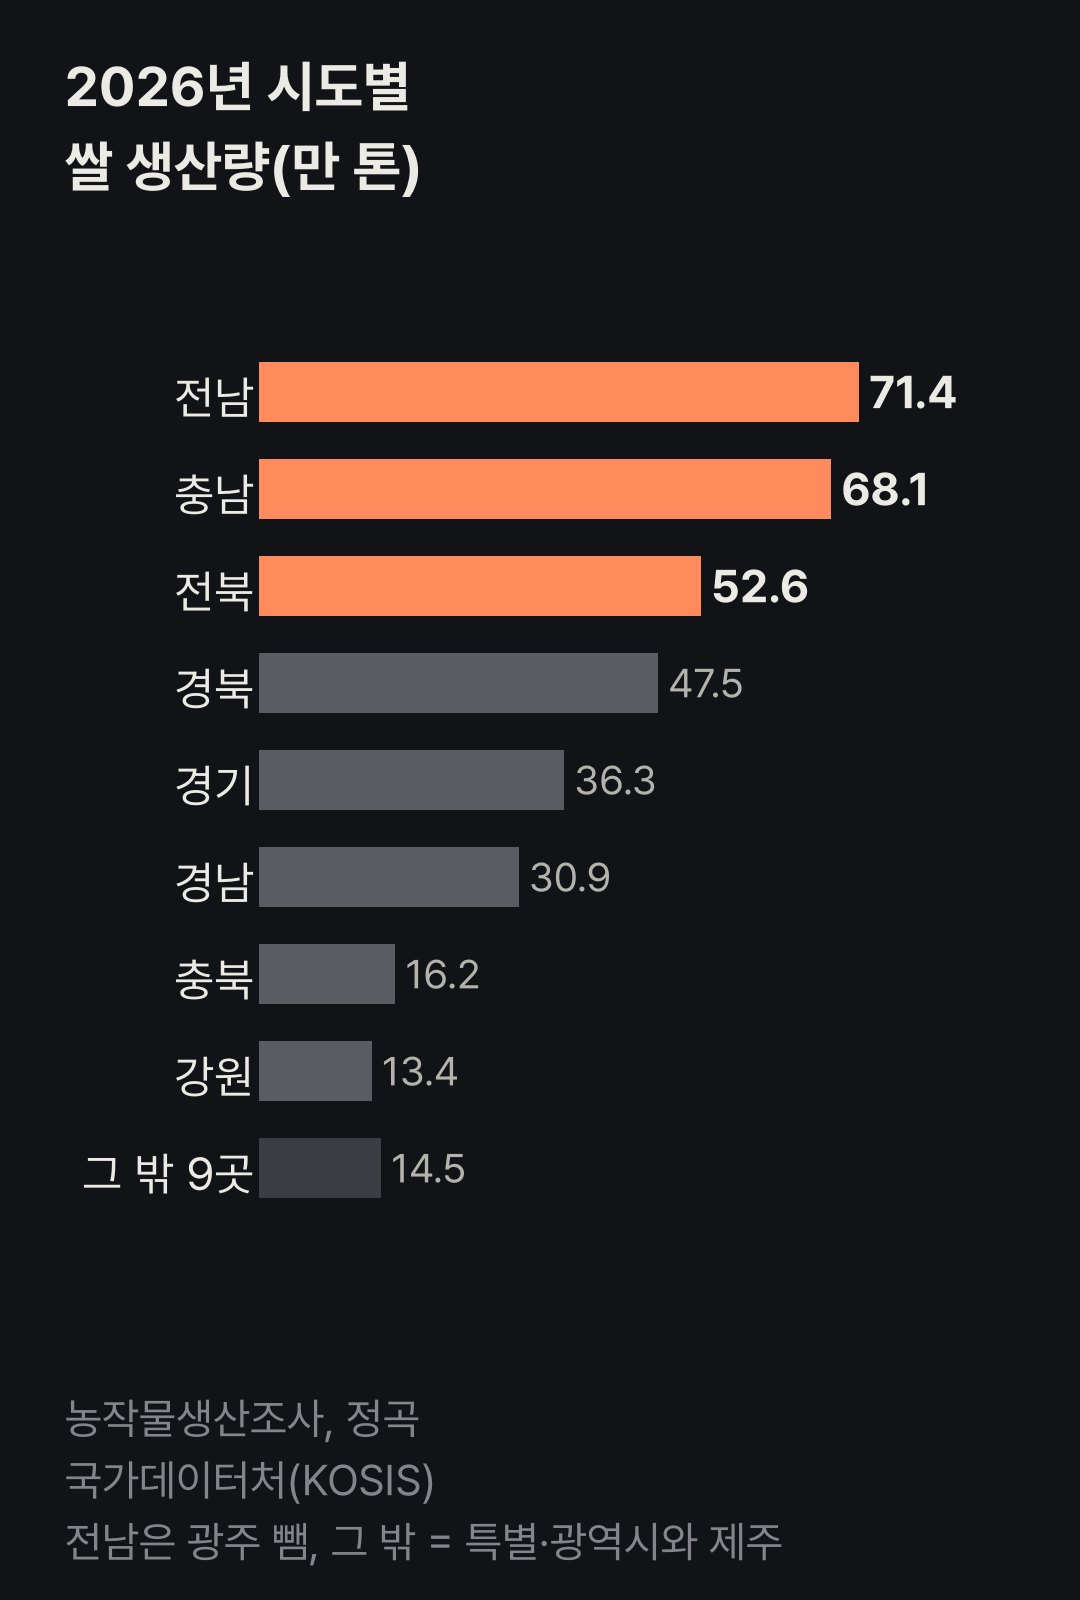 2026년 시도별
쌀 생산량(만 톤)
전남 71.4
충남 68.1
전북 52.6
경북 47.5
경기 36.3
경남 30.9
충북 16.2
강원 13.4
그 밖 9곳 14.5
농작물생산조사, 정곡
국가데이터처(KOSIS)
전남은 광주 뺌, 그 밖 = 특별·광역시와 제주